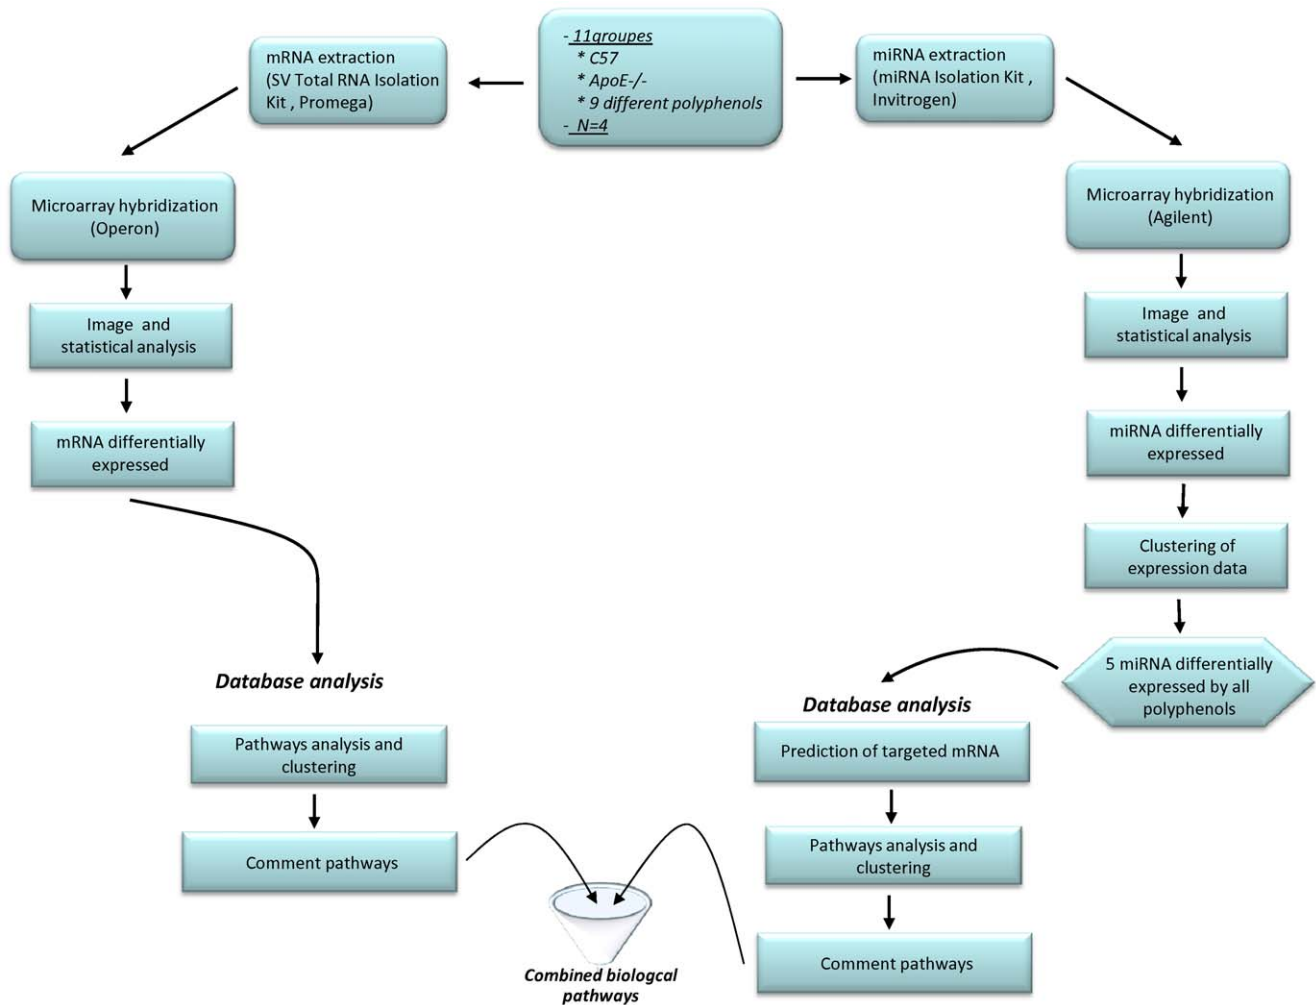 - 11groupes
* C57
* ApoE-/-
* 9 different polyphenols
- N=4
mRNA extraction
(SV Total RNA Isolation
Kit , Promega)
Microarray hybridization
(Operon)
Image and
statistical analysis
mRNA differentially
expressed
Database analysis
Pathways analysis and
clustering
Comment pathways
miRNA extraction
(miRNA Isolation Kit ,
Invitrogen)
Microarray hybridization
(Agilent)
Image and
statistical analysis
miRNA differentially
expressed
Clustering of
expression data
5 miRNA differentially
expressed by all
polyphenols
Database analysis
Prediction of targeted mRNA
Pathways analysis and
clustering
Comment pathways
Combined biologcal
pathways